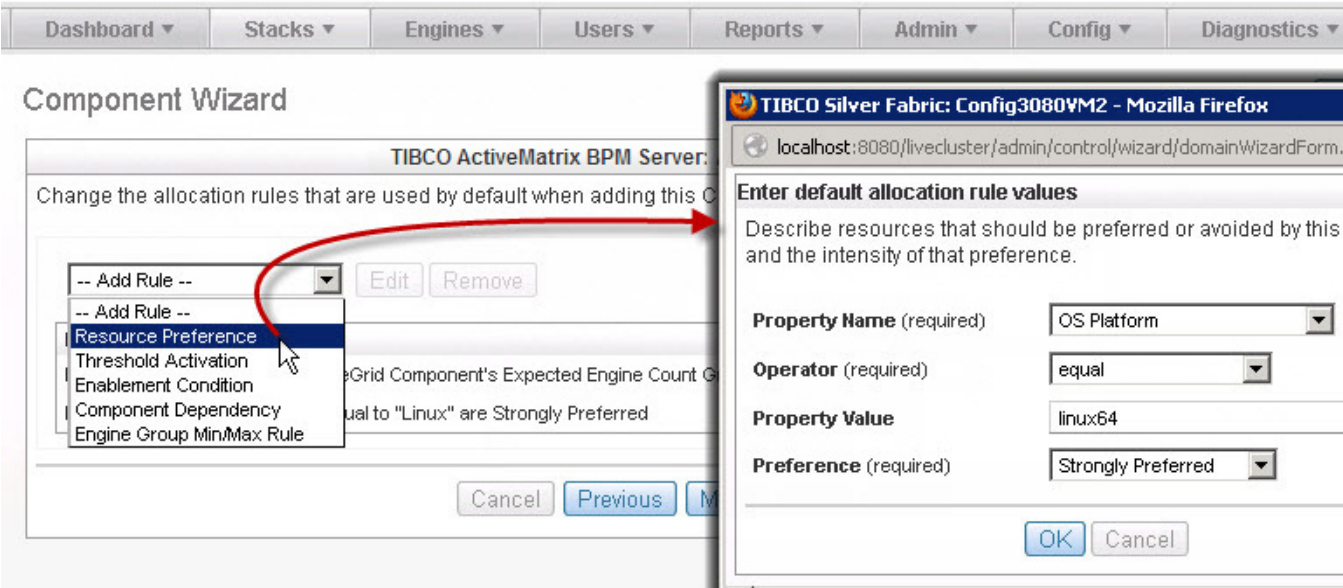 Dashboard Stacks Engines Users Reports Admin Config Diagnostics
Component Wizard
TIBCO ActiveMatrix BPM Server:
Change the allocation rules that are used by default when adding this C
-- Add Rule -- Edit Remove
-- Add Rule --
Resource Preference
Threshold Activation
Enablement Condition
eGrid Component's Expected Engine Count G
Component Dependency
ual to "Linux" are Strongly Preferred
Engine Group Min/Max Rule
Cancel Previous M
TIBCO Silver Fabric: Config3080VM2 - Mozilla Firefox
localhost:8080/livecluster/admin/control/wizard/domainWizardForm.
Enter default allocation rule values
Describe resources that should be preferred or avoided by this
and the intensity of that preference.
Property Name (required) OS Platform
Operator (required) equal
Property Value linux64
Preference (required) Strongly Preferred
OK Cancel